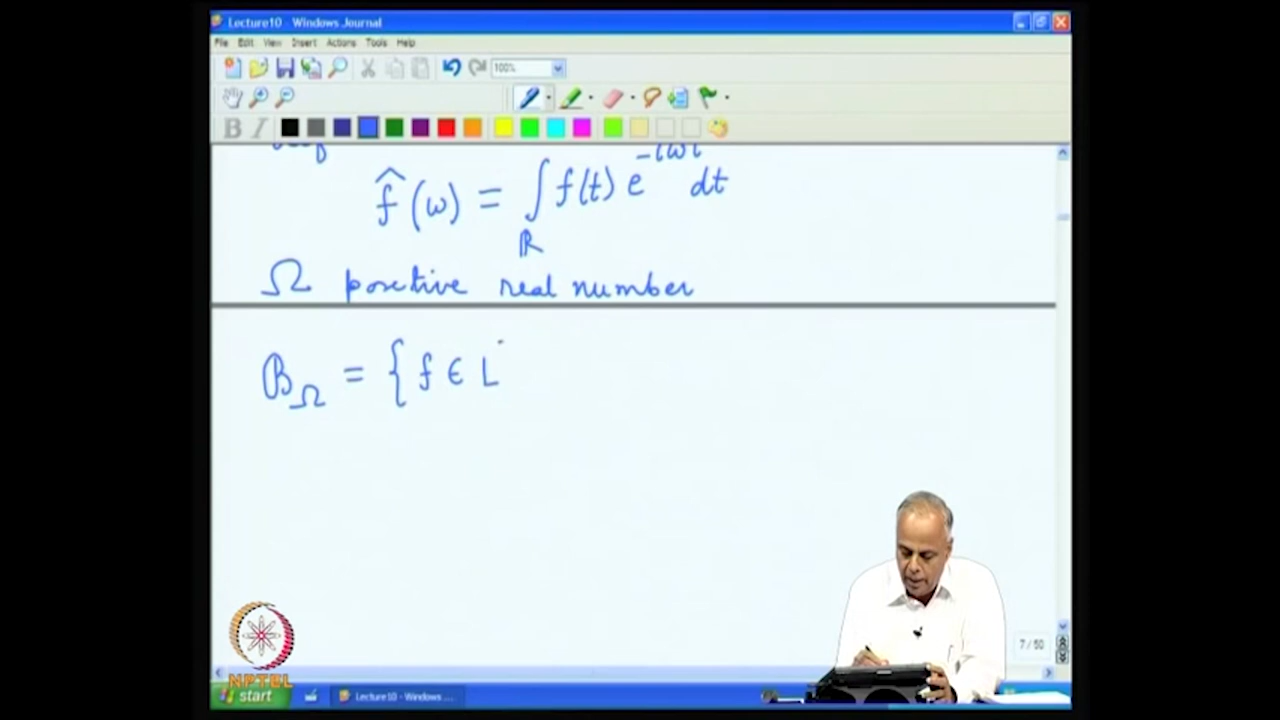 Lecture10 - Windows Journal
File Edit View Insert Actions Tools Help
100%
B I
f̂(ω) = ∫ f(t) e^{-iωt} dt
ℝ
Ω positive real number
B_Ω = { f ∈ L
7 / 50
NPTEL
start Lecture10 - Windows ...